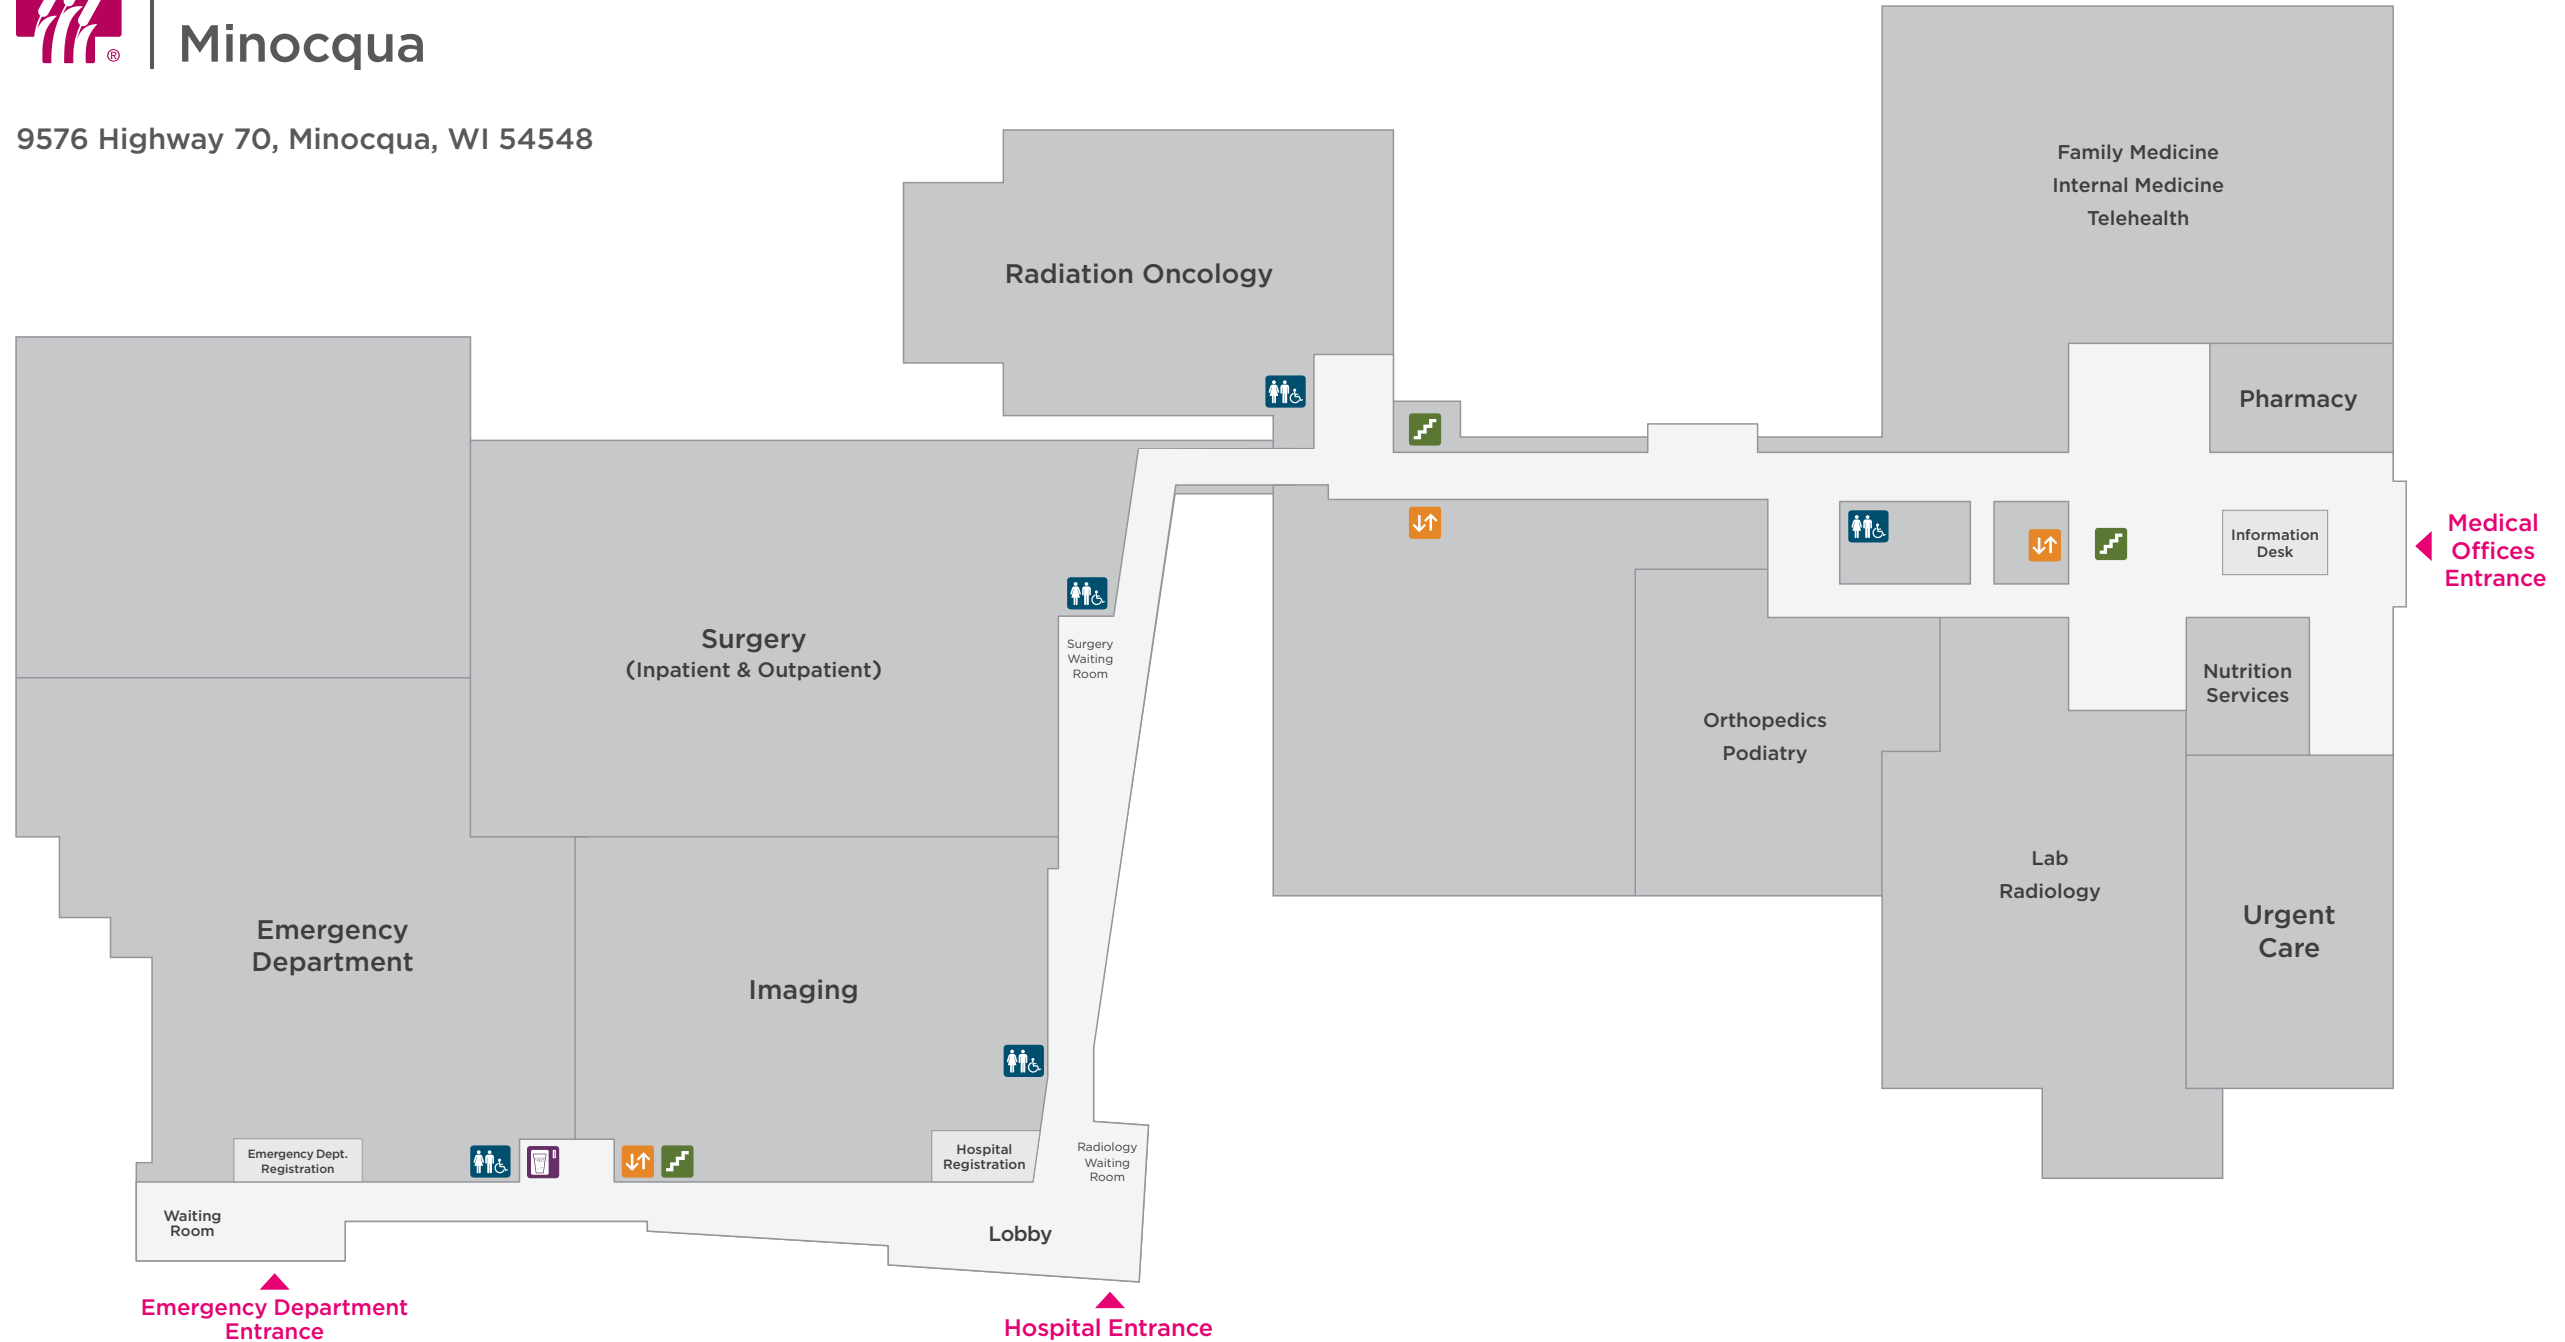 ®
Minocqua
9576 Highway 70, Minocqua, WI 54548
Family Medicine
Internal Medicine
Telehealth
Radiation Oncology
Pharmacy
Information
Desk
Medical
Offices
Entrance
Surgery
(Inpatient & Outpatient)
Surgery
Waiting
Room
Nutrition
Services
Orthopedics
Podiatry
Lab
Radiology
Urgent
Care
Emergency
Department
Imaging
Emergency Dept.
Registration
Hospital
Registration
Radiology
Waiting
Room
Waiting
Room
Lobby
Emergency Department
Entrance
Hospital Entrance